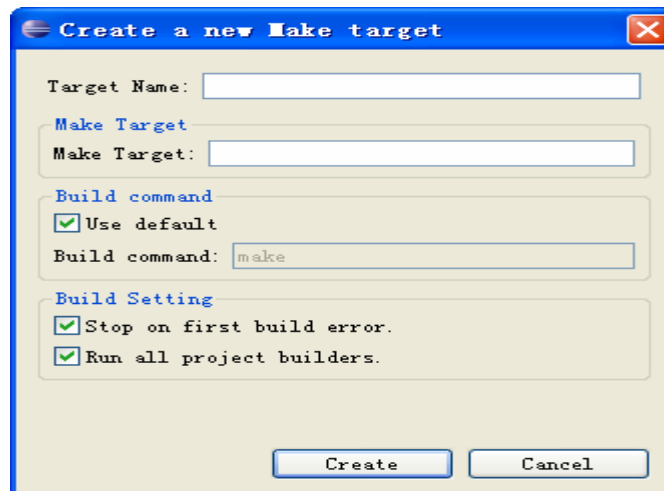 Create a new Make target
Target Name:
Make Target
Make Target:
Build command
Use default
Build command: make
Build Setting
Stop on first build error.
Run all project builders.
Create Cancel